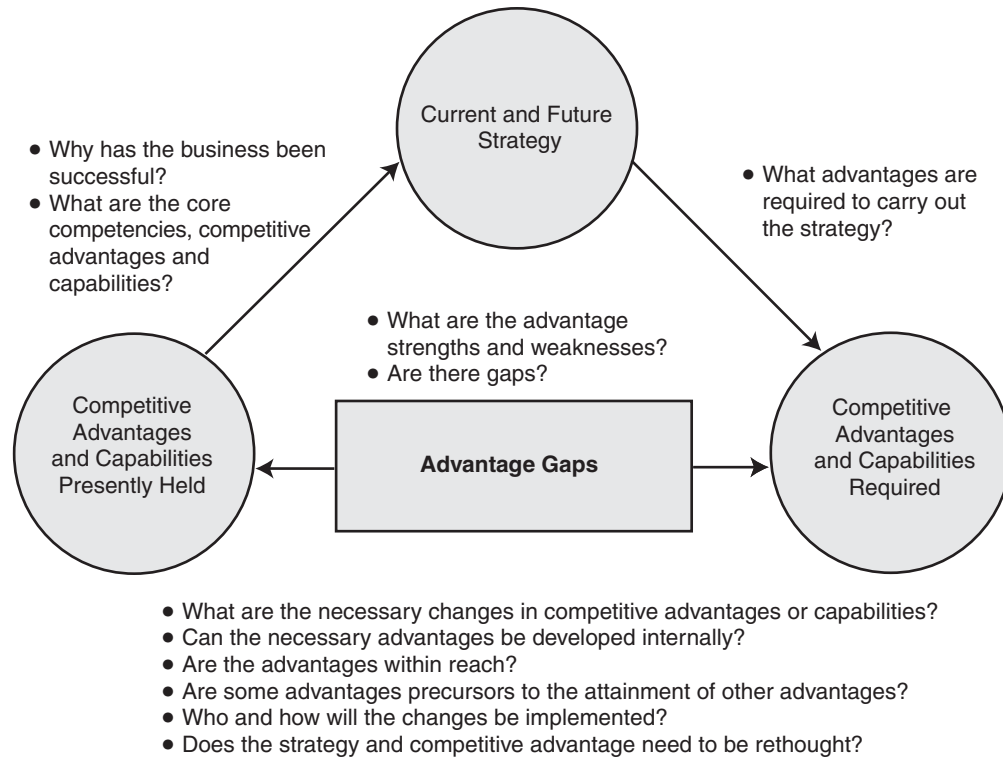 Current and Future
Strategy
● Why has the business been
successful?
● What are the core
competencies, competitive
advantages and
capabilities?
● What advantages are
required to carry out
the strategy?
● What are the advantage
strengths and weaknesses?
● Are there gaps?
Competitive
Advantages
and Capabilities
Presently Held
Advantage Gaps
Competitive
Advantages
and Capabilities
Required
● What are the necessary changes in competitive advantages or capabilities?
● Can the necessary advantages be developed internally?
● Are the advantages within reach?
● Are some advantages precursors to the attainment of other advantages?
● Who and how will the changes be implemented?
● Does the strategy and competitive advantage need to be rethought?